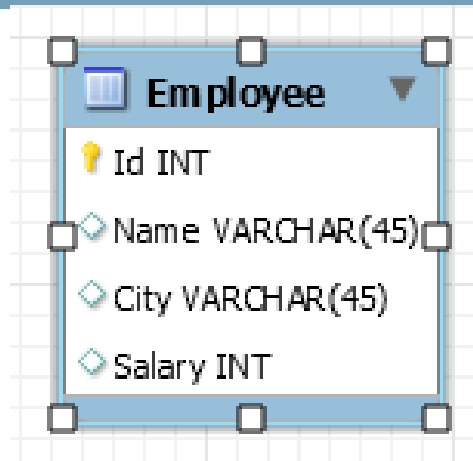 Employee
Id INT
Name VARCHAR(45)
City VARCHAR(45)
Salary INT